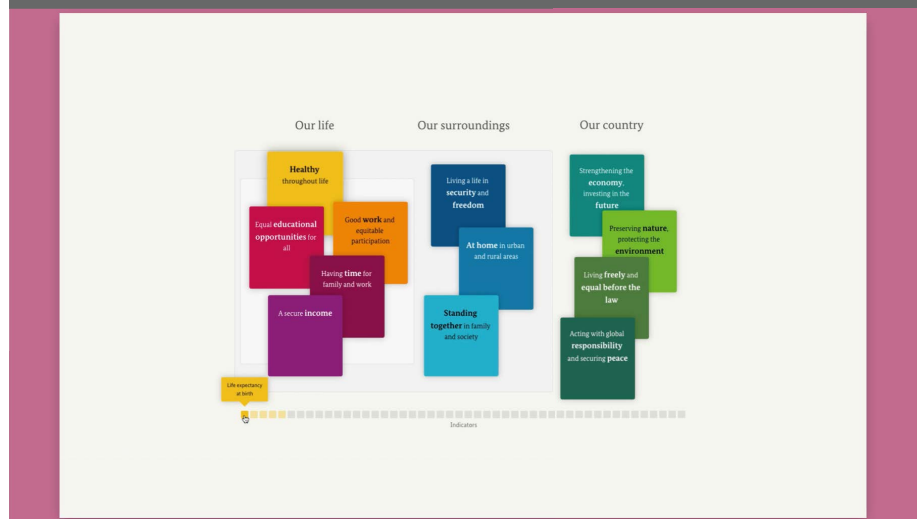 Our life
Our surroundings
Our country
Healthy
throughout life
Equal educational
opportunities for
all
Good work and
equitable
participation
Having time for
family and work
A secure income
Living a life in
security and
freedom
At home in urban
and rural areas
Standing
together in family
and society
Strengthening the
economy,
investing in the
future
Preserving nature,
protecting the
environment
Living freely and
equal before the
law
Acting with global
responsibility
and securing peace
Life expectancy
at birth
Indicators